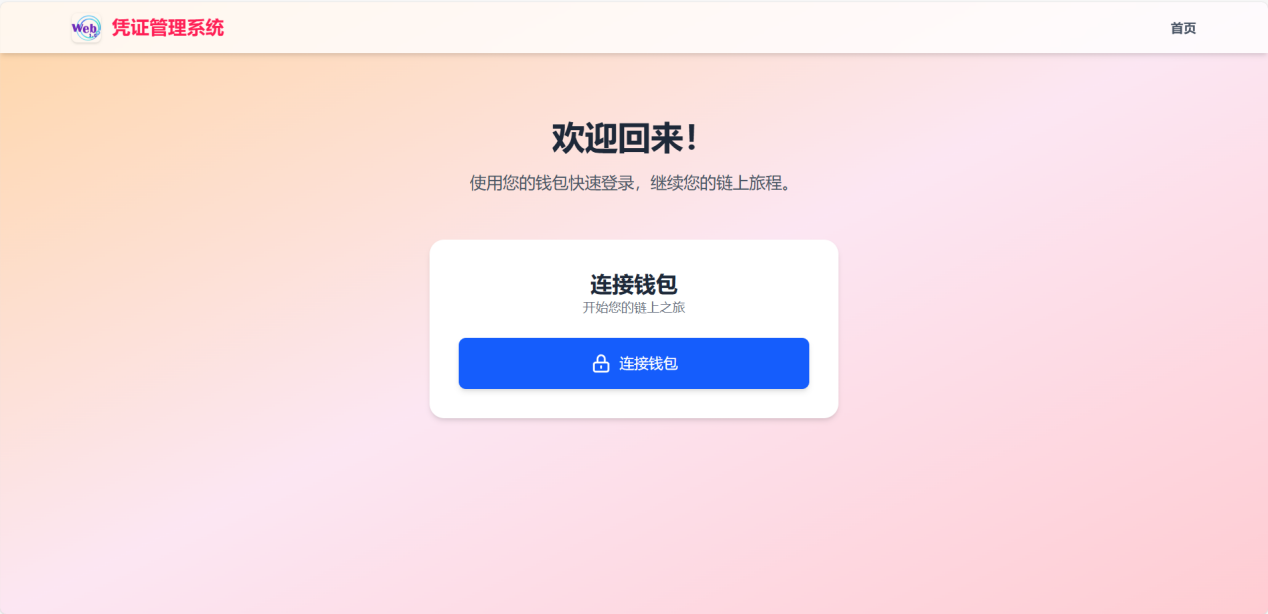 Web
凭证管理系统
首页
欢迎回来！
使用您的钱包快速登录，继续您的链上旅程。
连接钱包
开始您的链上之旅
连接钱包